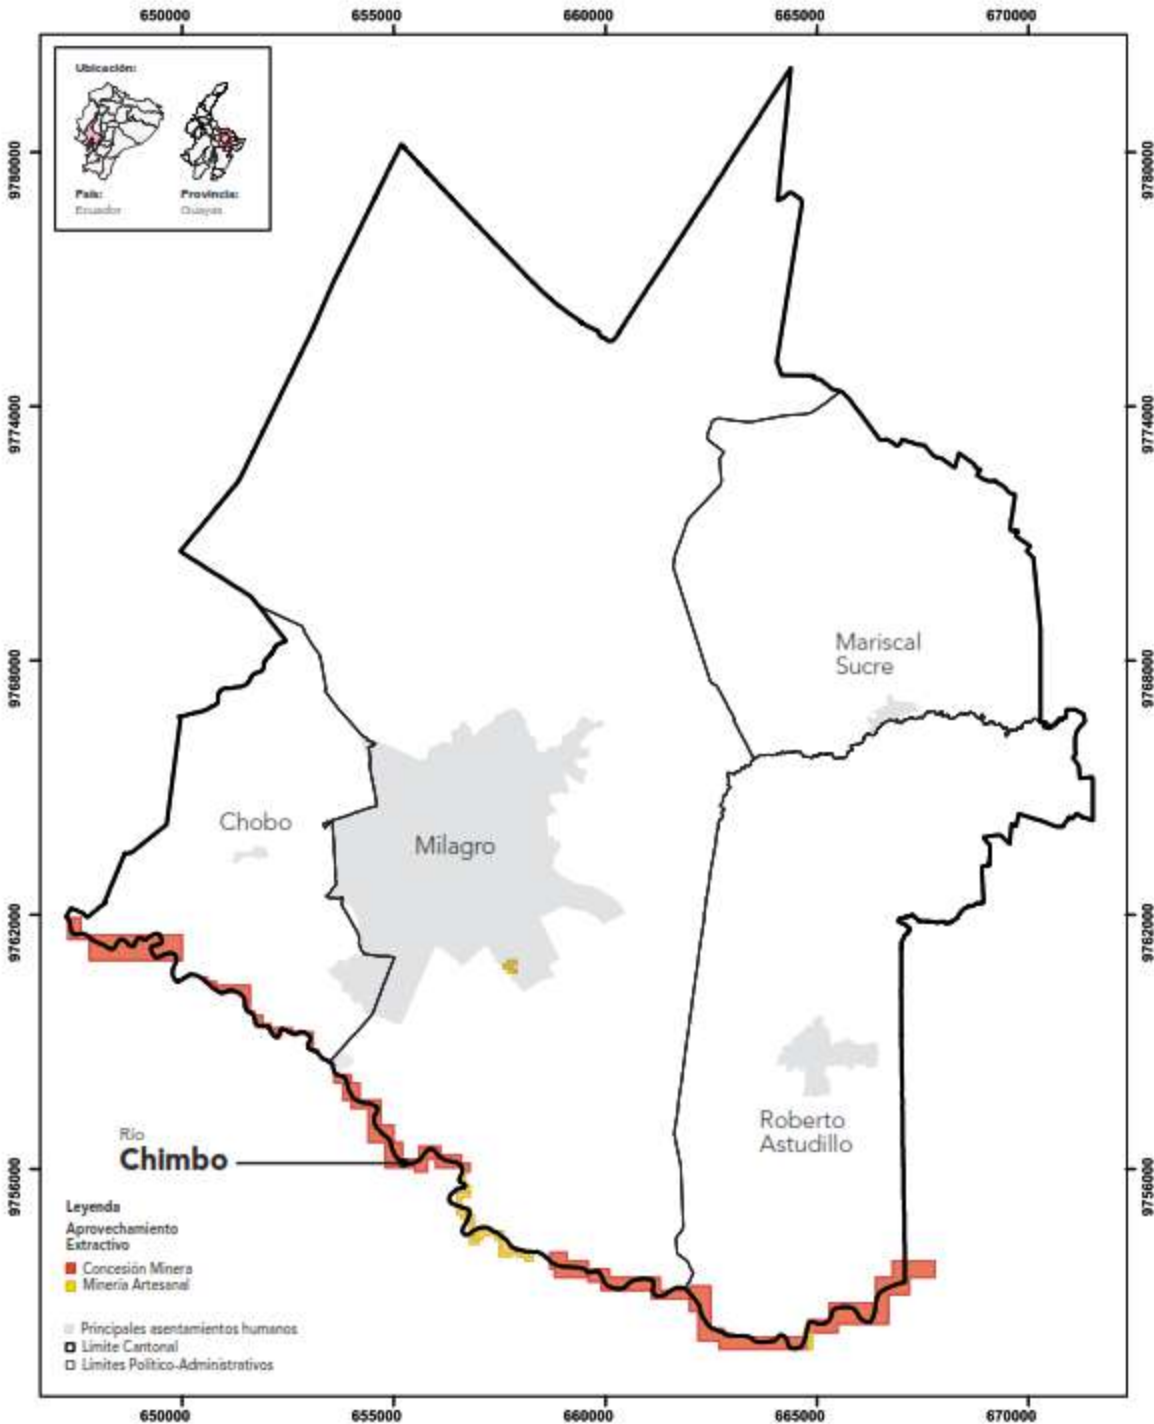 650000 655000 660000 665000 670000
Ubicación:
País:
Ecuador
Provincia:
Guayas
9780000 9780000
9774000 9774000
9768000 9768000
9762000 9762000
9756000 9756000
Mariscal
Sucre
Chobo
Milagro
Roberto
Astudillo
Río
Chimbo
Leyenda
Aprovechamiento
Extractivo
Concesión Minera
Minería Artesanal
Principales asentamientos humanos
Límite Cantonal
Límites Político-Administrativos
650000 655000 660000 665000 670000